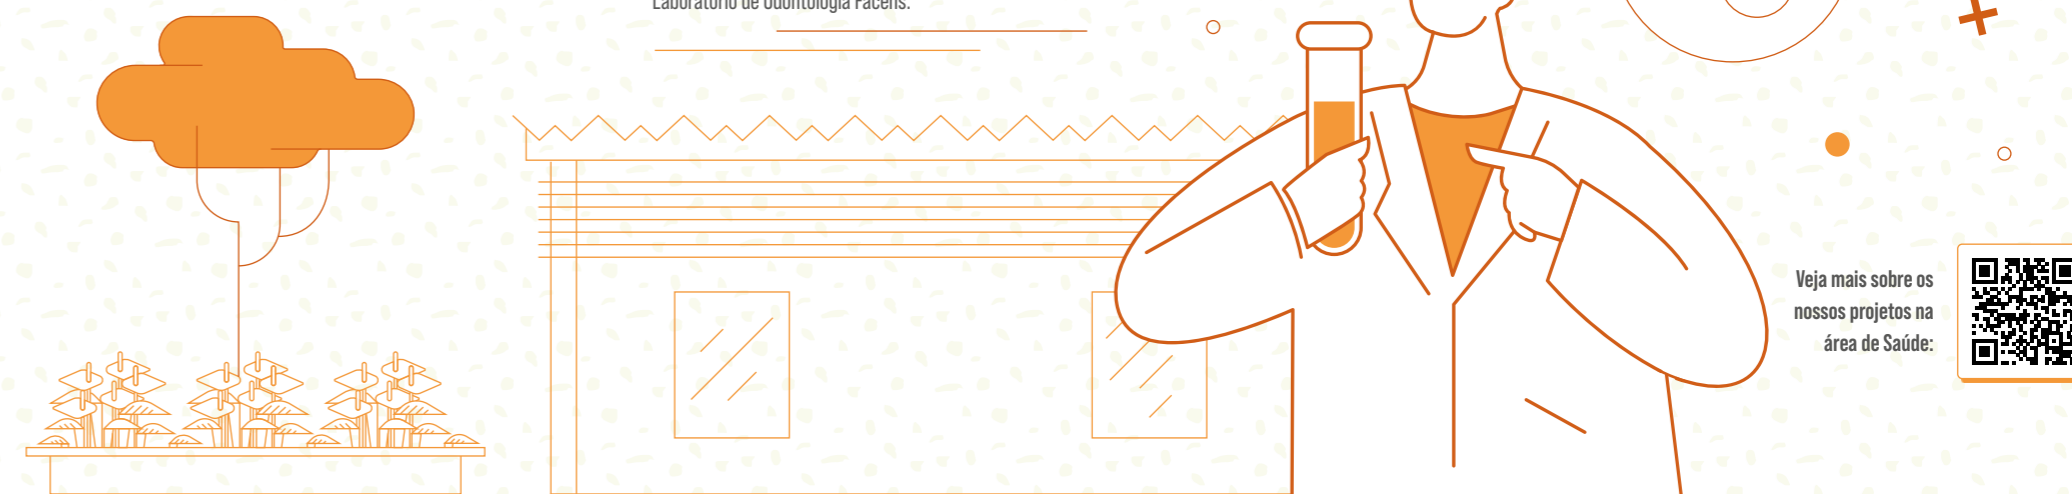 Laboratório de Odontologia Facens.
Veja mais sobre os
nossos projetos na
área de Saúde: